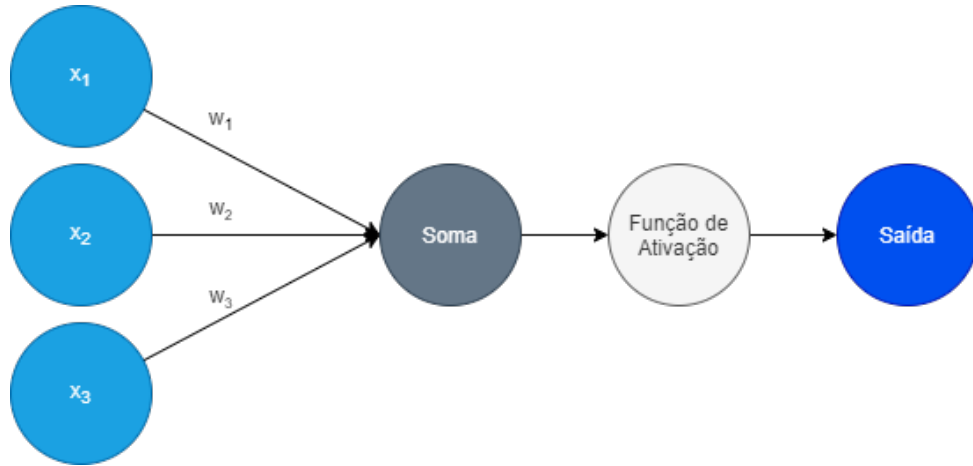 x₁
w₁
x₂
w₂
Soma
Função de
Ativação
Saída
w₃
x₃